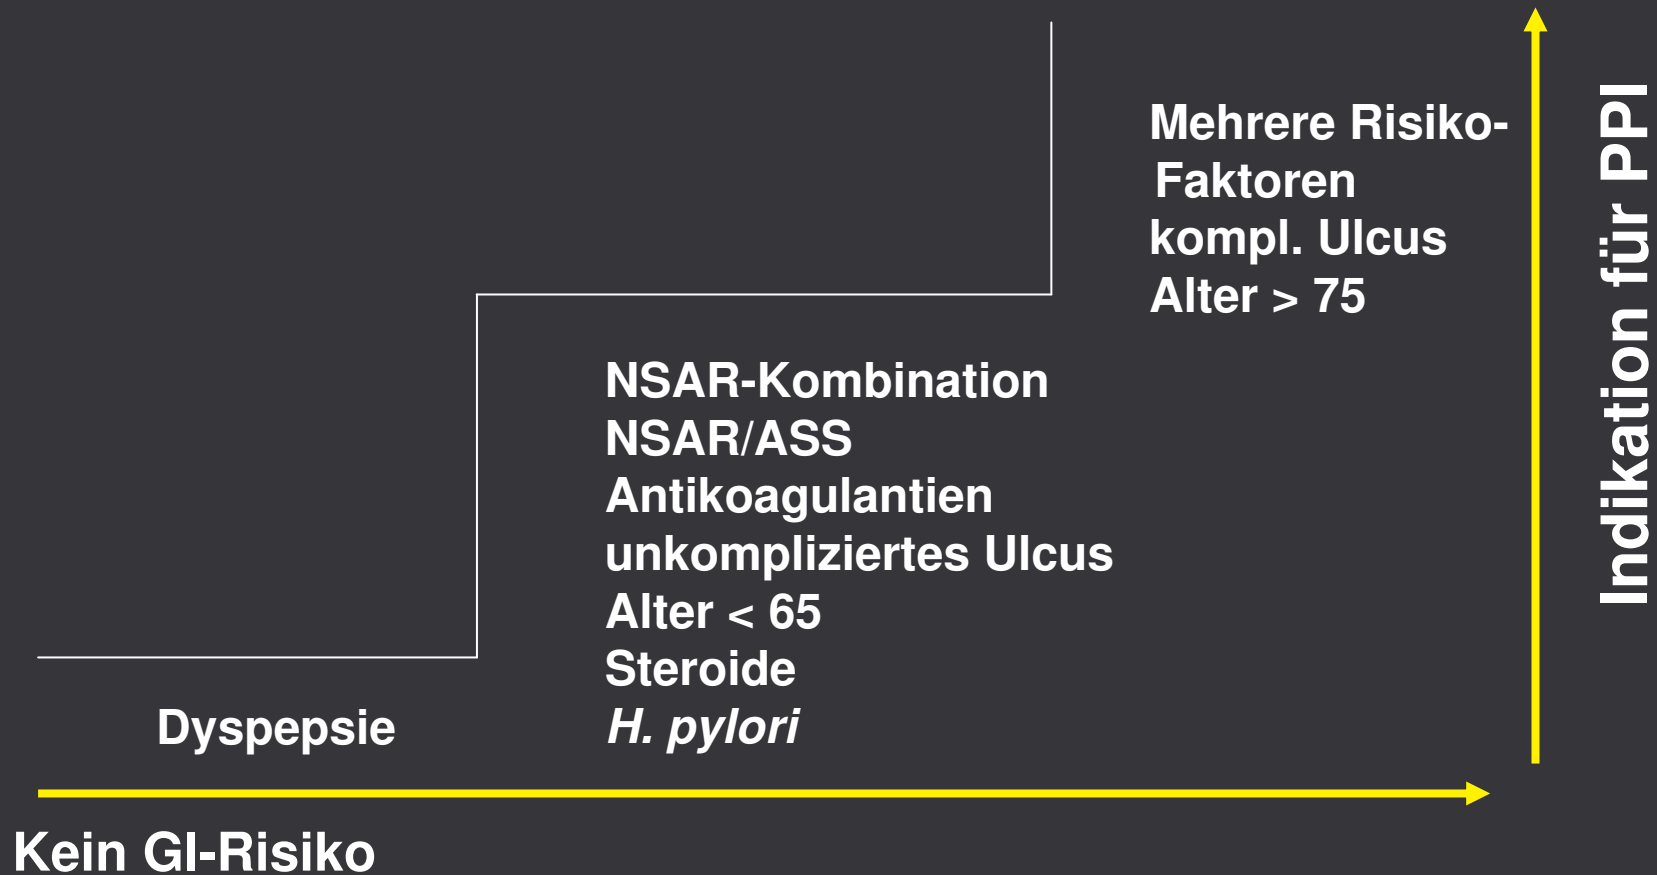 Mehrere Risiko-
Faktoren
kompl. Ulcus
Alter > 75
NSAR-Kombination
NSAR/ASS
Antikoagulantien
unkompliziertes Ulcus
Alter < 65
Steroide
H. pylori
Dyspepsie
Kein GI-Risiko
Indikation für PPI